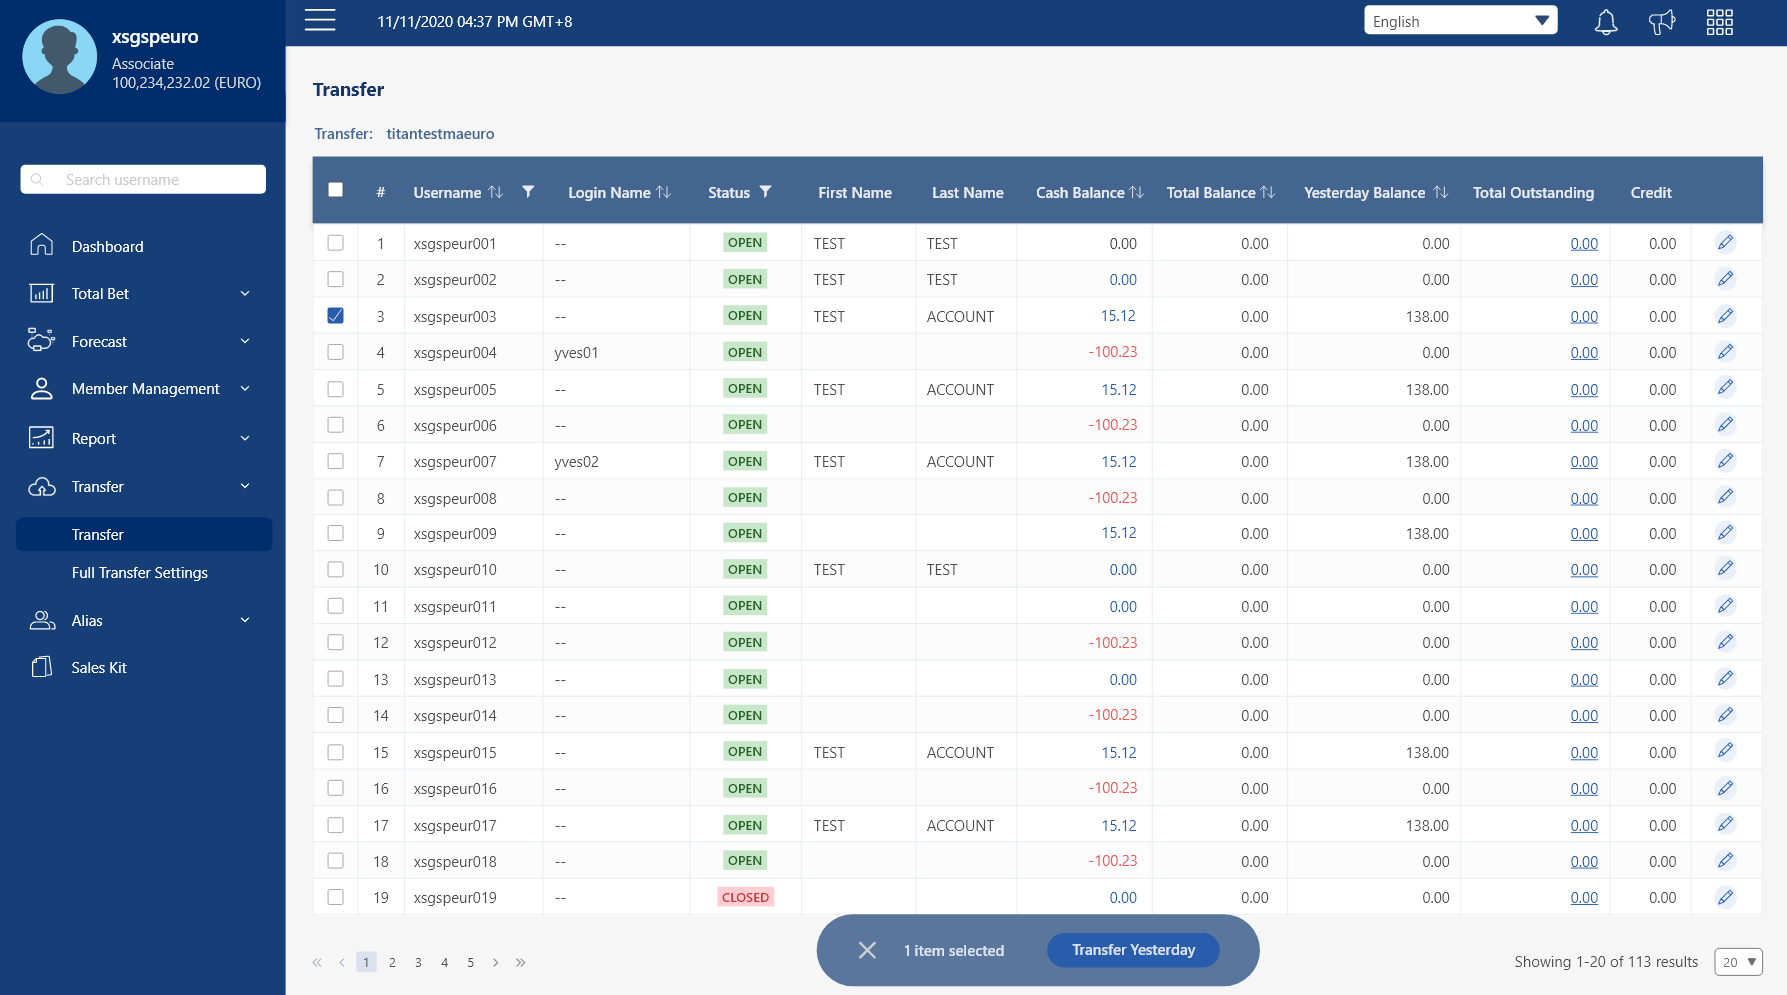 xsgspeuro
Associate
100,234,232.02 (EURO)
11/11/2020 04:37 PM GMT+8
English
Search username
Dashboard
Total Bet
Forecast
Member Management
Report
Transfer
Transfer
Full Transfer Settings
Alias
Sales Kit
Transfer
Transfer: titantestmaeuro
# Username Login Name Status First Name Last Name Cash Balance Total Balance Yesterday Balance Total Outstanding Credit
1 xsgspeur001 -- OPEN TEST TEST 0.00 0.00 0.00 0.00 0.00
2 xsgspeur002 -- OPEN TEST TEST 0.00 0.00 0.00 0.00 0.00
3 xsgspeur003 -- OPEN TEST ACCOUNT 15.12 0.00 138.00 0.00 0.00
4 xsgspeur004 yves01 OPEN -100.23 0.00 0.00 0.00 0.00
5 xsgspeur005 -- OPEN TEST ACCOUNT 15.12 0.00 138.00 0.00 0.00
6 xsgspeur006 -- OPEN -100.23 0.00 0.00 0.00 0.00
7 xsgspeur007 yves02 OPEN TEST ACCOUNT 15.12 0.00 138.00 0.00 0.00
8 xsgspeur008 -- OPEN -100.23 0.00 0.00 0.00 0.00
9 xsgspeur009 -- OPEN 15.12 0.00 138.00 0.00 0.00
10 xsgspeur010 -- OPEN TEST TEST 0.00 0.00 0.00 0.00 0.00
11 xsgspeur011 -- OPEN 0.00 0.00 0.00 0.00 0.00
12 xsgspeur012 -- OPEN -100.23 0.00 0.00 0.00 0.00
13 xsgspeur013 -- OPEN 0.00 0.00 0.00 0.00 0.00
14 xsgspeur014 -- OPEN -100.23 0.00 0.00 0.00 0.00
15 xsgspeur015 -- OPEN TEST ACCOUNT 15.12 0.00 138.00 0.00 0.00
16 xsgspeur016 -- OPEN -100.23 0.00 0.00 0.00 0.00
17 xsgspeur017 -- OPEN TEST ACCOUNT 15.12 0.00 138.00 0.00 0.00
18 xsgspeur018 -- OPEN -100.23 0.00 0.00 0.00 0.00
19 xsgspeur019 -- CLOSED 0.00 0.00 0.00 0.00 0.00
« ‹ 1 2 3 4 5 › »
1 item selected Transfer Yesterday
Showing 1-20 of 113 results 20